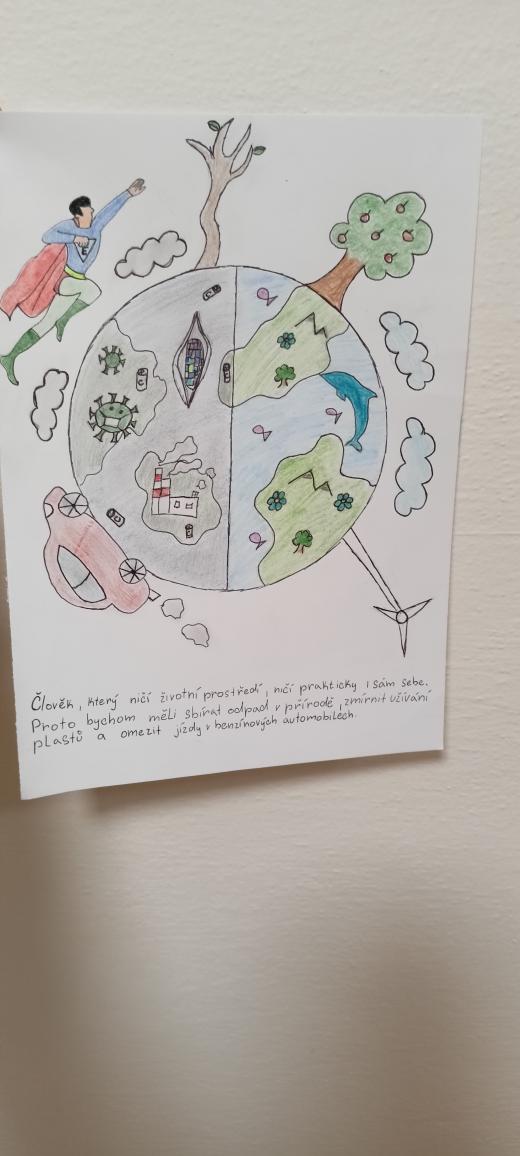 E
Člověk, který ničí životní prostředí, ničí prakticky i sám sebe.
Proto bychom měli sbírat odpad v přírodě, zmírnit užívání
plastů a omezit jízdy v benzínových automobilech.